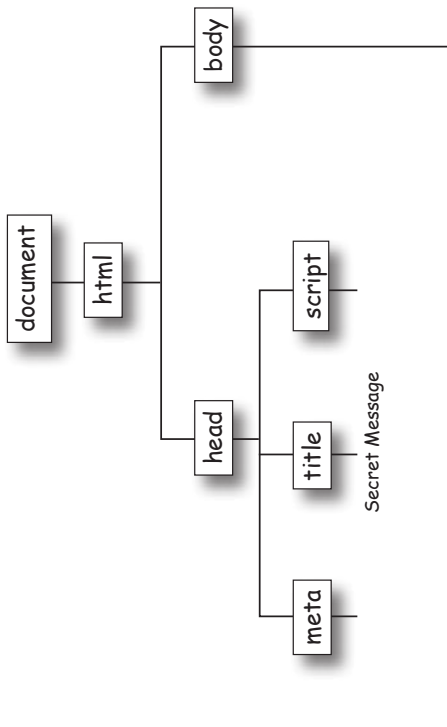 document
html
head
body
meta
title
script
Secret Message